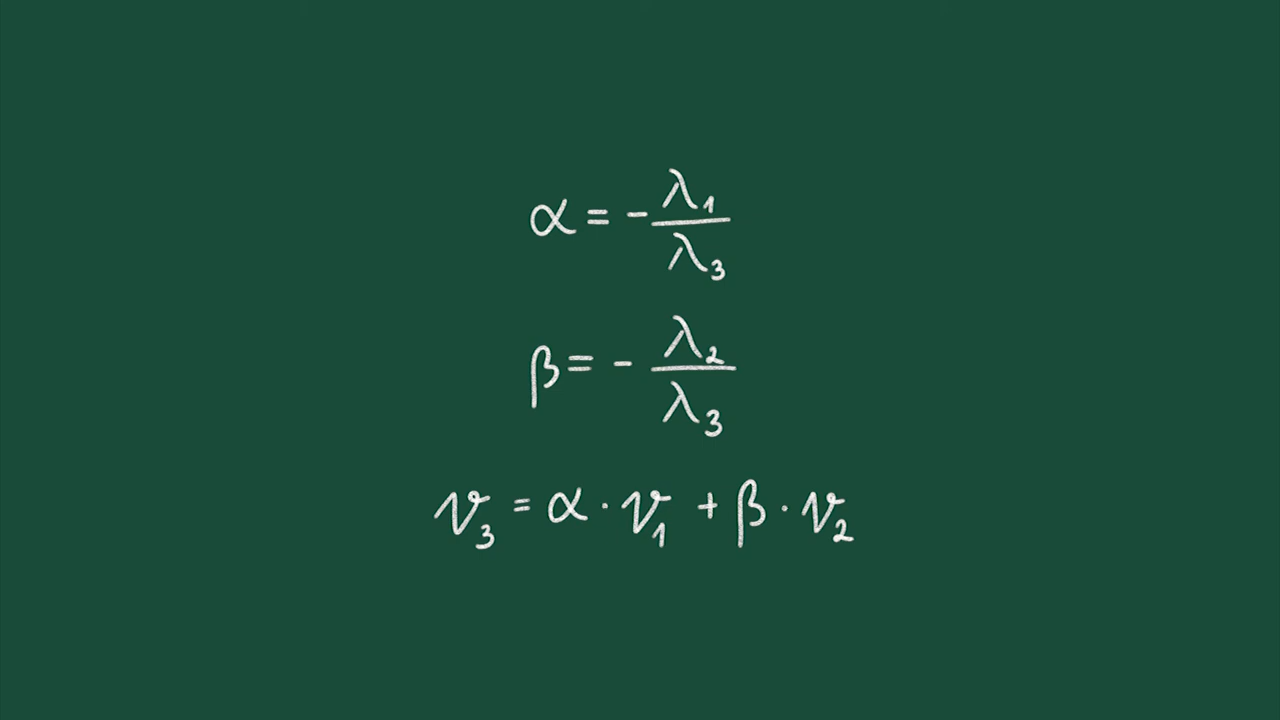 α = - λ₁/λ₃
β = - λ₂/λ₃
v₃ = α · v₁ + β · v₂